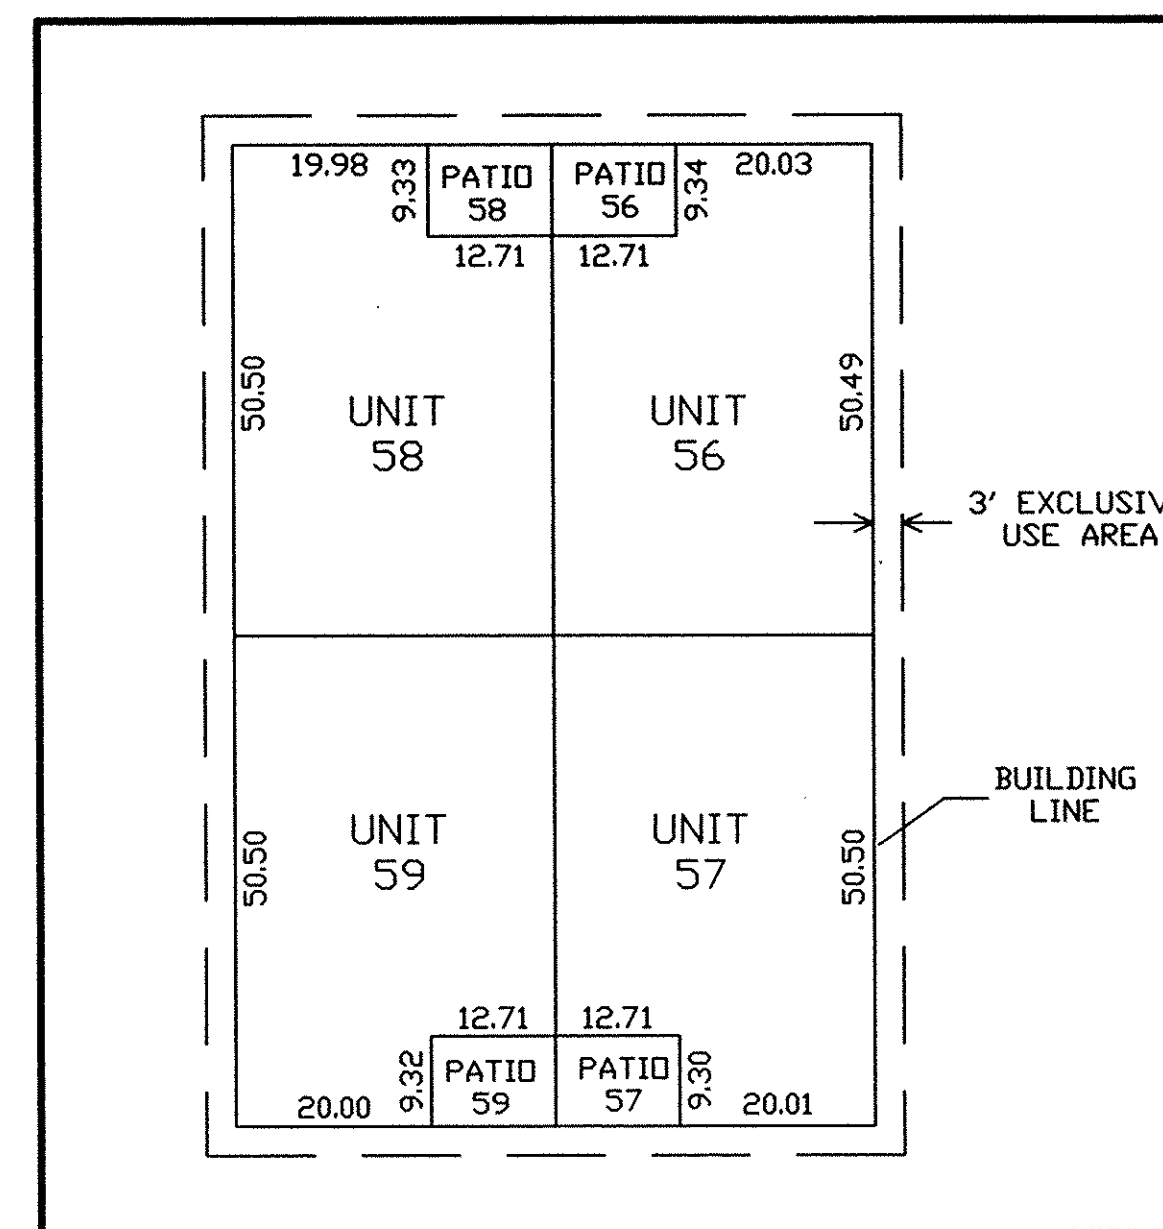 19.98
9.33
PATIO
58
PATIO
56
9.34
20.03
12.71
12.71
50.50
UNIT
58
UNIT
56
50.49
3' EXCLUSIV
USE AREA
50.50
UNIT
59
UNIT
57
50.50
BUILDING
LINE
12.71
12.71
20.00
9.32
PATIO
59
PATIO
57
9.30
20.01